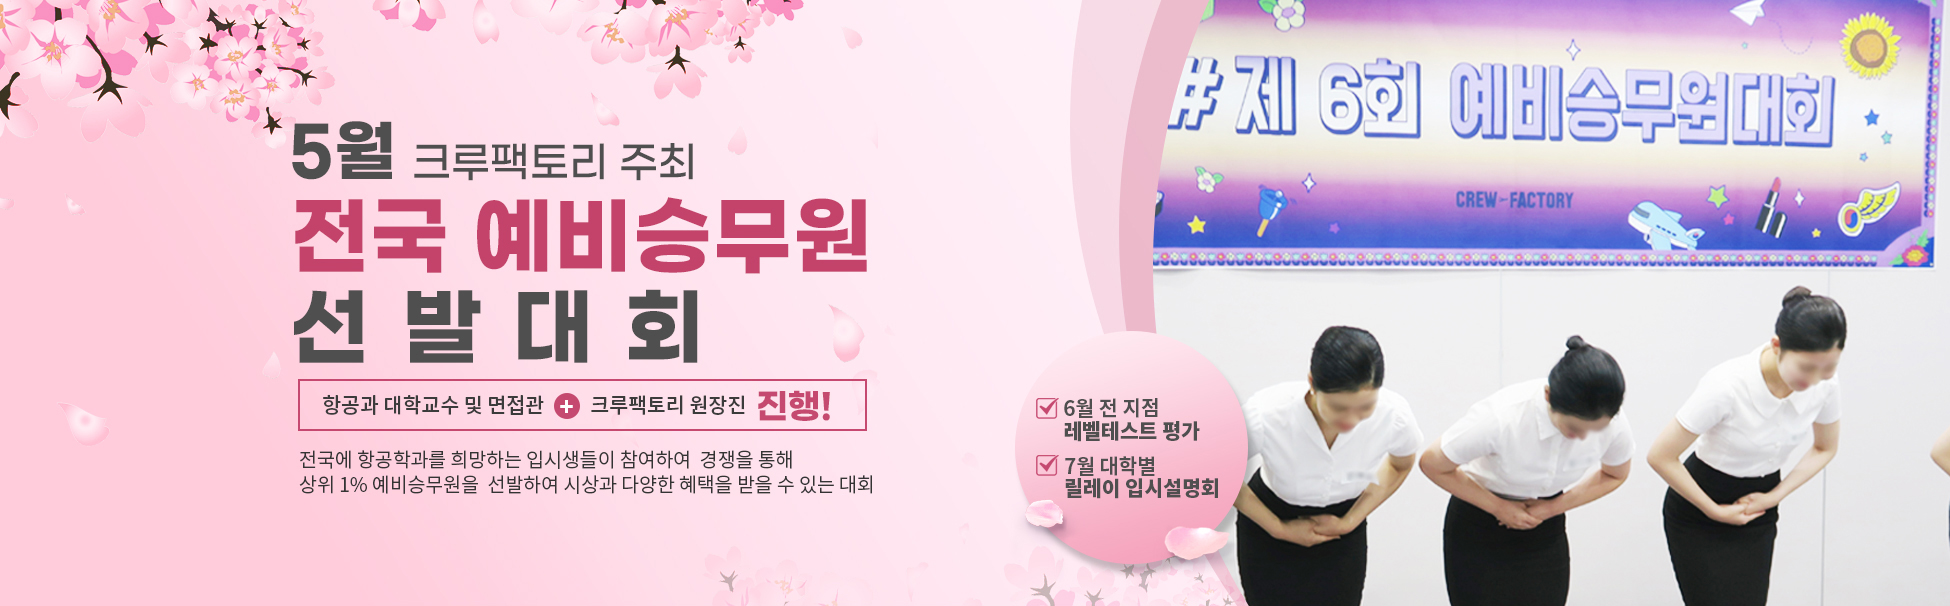 5월 크루팩토리 주최
전국 예비승무원
선발대회
항공과 대학교수 및 면접관 + 크루팩토리 원장진 진행!
전국에 항공학과를 희망하는 입시생들이 참여하여 경쟁을 통해
상위 1% 예비승무원을 선발하여 시상과 다양한 혜택을 받을 수 있는 대회
6월 전 지점
레벨테스트 평가
7월 대학별
릴레이 입시설명회
#제 6회 예비승무원대회
CREW-FACTORY